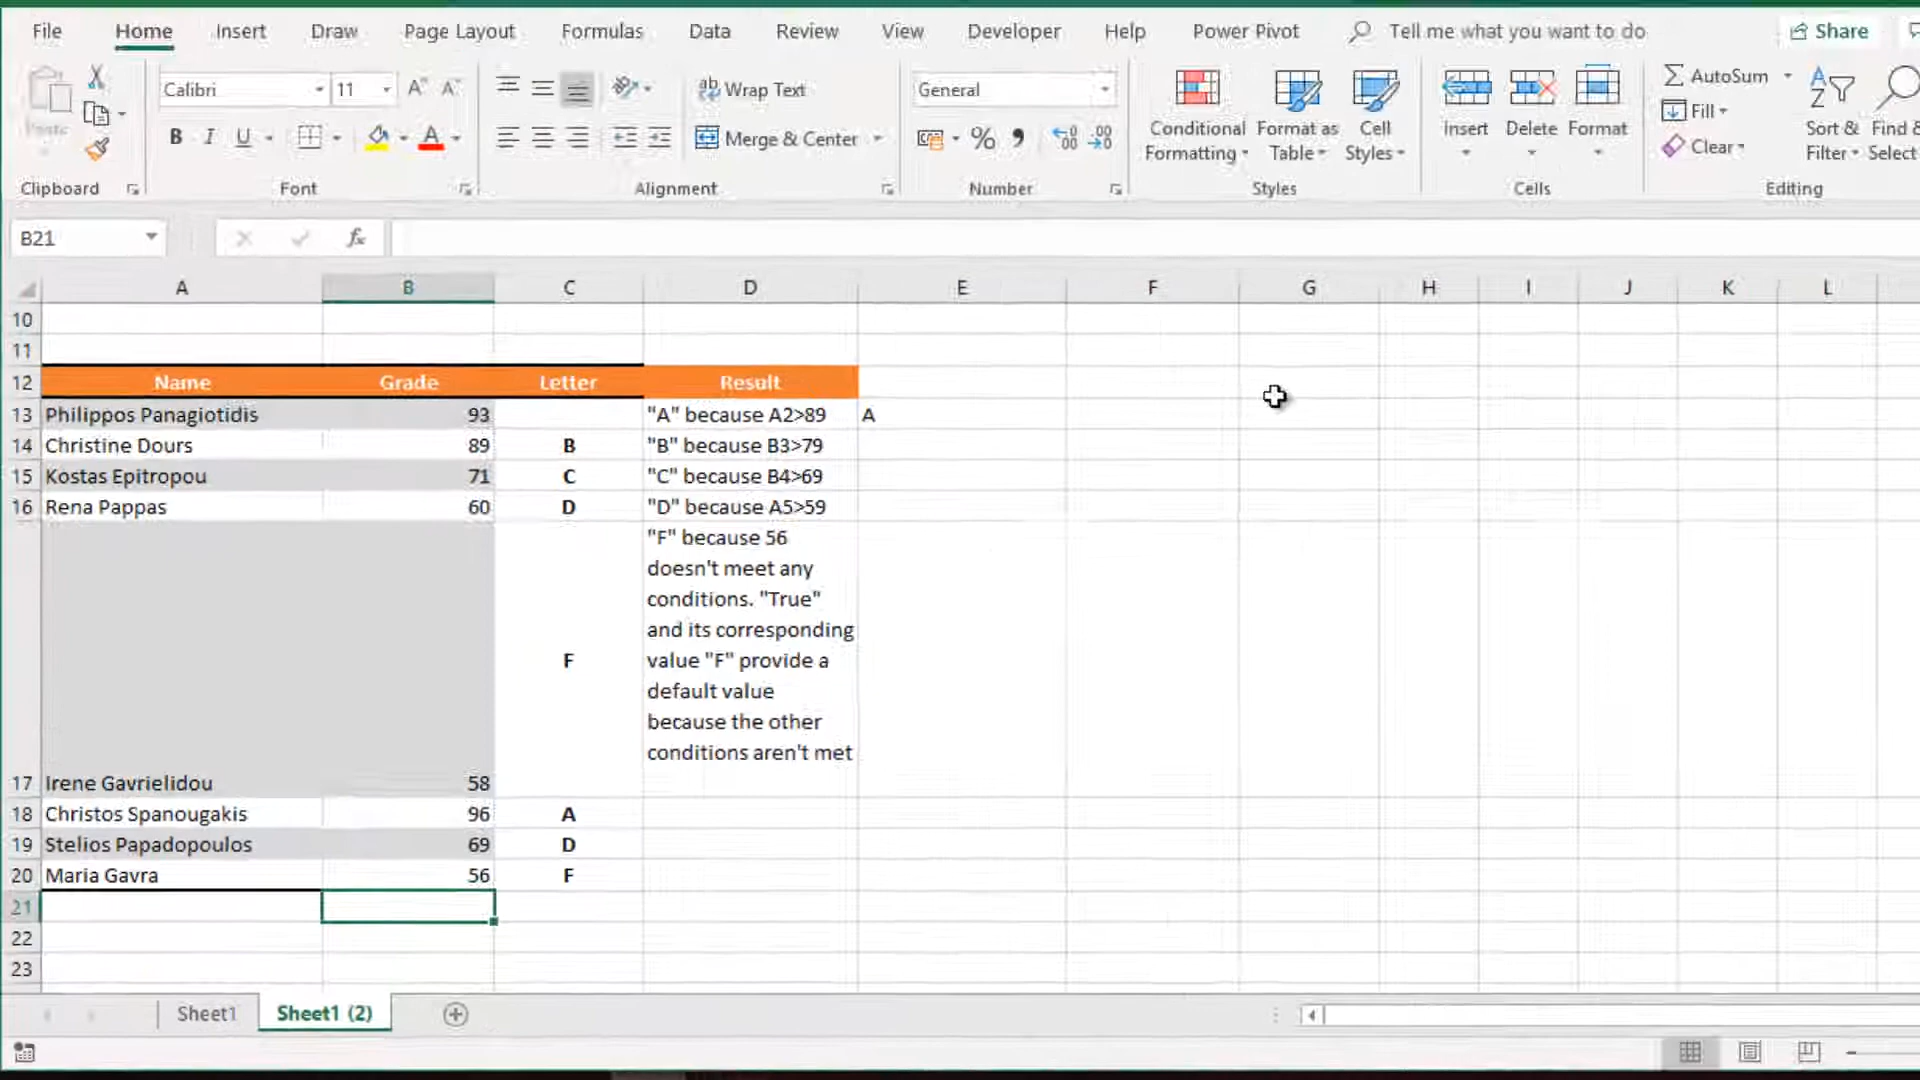 File Home Insert Draw Page Layout Formulas Data Review View Developer Help Power Pivot Tell me what you want to do Share
Calibri 11 Wrap Text General AutoSum
Paste B I U Merge & Center % Conditional Formatting Format as Table Cell Styles Insert Delete Format Fill Clear Sort & Filter Find & Select
Clipboard Font Alignment Number Styles Cells Editing
B21 fx
A B C D E F G H I J K L
10
11
12 Name Grade Letter Result
13 Philippos Panagiotidis 93 "A" because A2>89 A
14 Christine Dours 89 B "B" because B3>79
15 Kostas Epitropou 71 C "C" because B4>69
16 Rena Pappas 60 D "D" because A5>59
"F" because 56
doesn't meet any
conditions. "True"
and its corresponding
F value "F" provide a
default value
because the other
conditions aren't met
17 Irene Gavrielidou 58
18 Christos Spanougakis 96 A
19 Stelios Papadopoulos 69 D
20 Maria Gavra 56 F
21
22
23
Sheet1 Sheet1 (2)